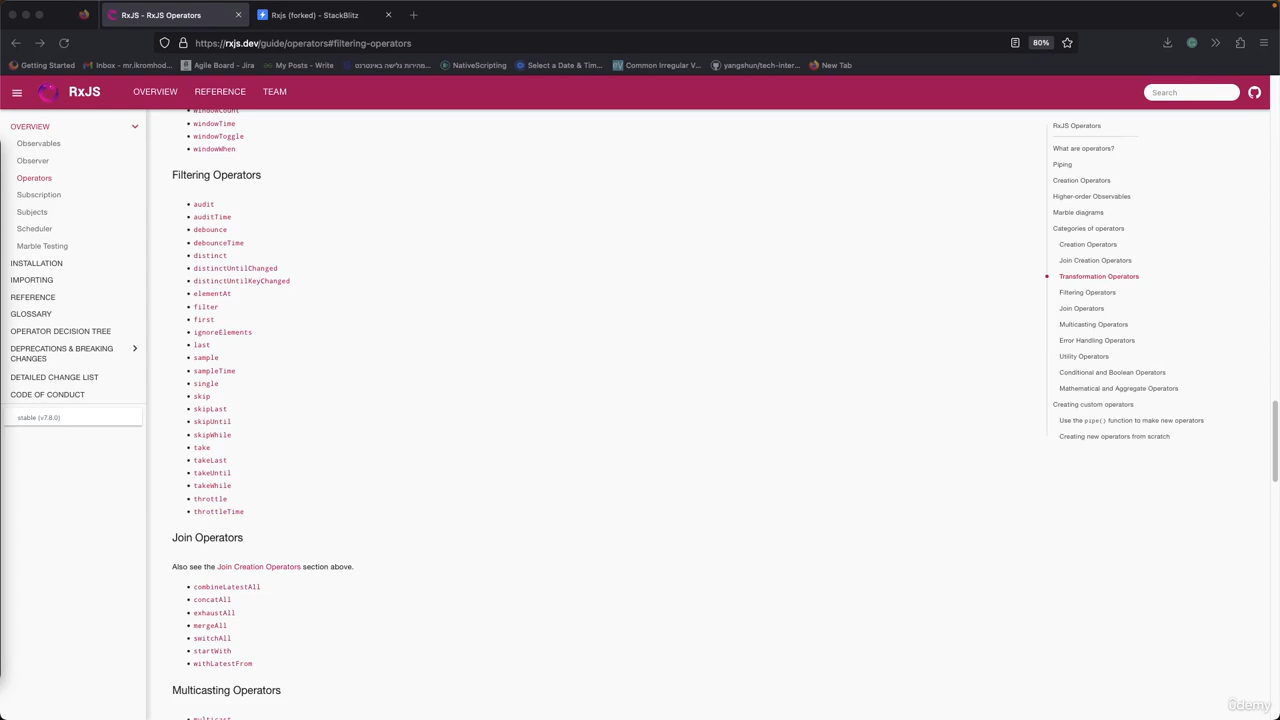 RxJS - RxJS Operators
Rxjs (forked) - StackBlitz
https://rxjs.dev/guide/operators#filtering-operators
80%
Getting Started
Inbox - mr.ikromhod...
Agile Board - Jira
My Posts - Write
NativeScripting
Select a Date & Tim...
Common Irregular V...
yangshun/tech-inter...
New Tab
RxJS
OVERVIEW
REFERENCE
TEAM
Search
OVERVIEW
Observables
Observer
Operators
Subscription
Subjects
Scheduler
Marble Testing
INSTALLATION
IMPORTING
REFERENCE
GLOSSARY
OPERATOR DECISION TREE
DEPRECATIONS & BREAKING
CHANGES
DETAILED CHANGE LIST
CODE OF CONDUCT
stable (v7.8.0)
windowCount
windowTime
windowToggle
windowWhen
Filtering Operators
audit
auditTime
debounce
debounceTime
distinct
distinctUntilChanged
distinctUntilKeyChanged
elementAt
filter
first
ignoreElements
last
sample
sampleTime
single
skip
skipLast
skipUntil
skipWhile
take
takeLast
takeUntil
takeWhile
throttle
throttleTime
Join Operators
Also see the Join Creation Operators section above.
combineLatestAll
concatAll
exhaustAll
mergeAll
switchAll
startWith
withLatestFrom
Multicasting Operators
multicast
RxJS Operators
What are operators?
Piping
Creation Operators
Higher-order Observables
Marble diagrams
Categories of operators
Creation Operators
Join Creation Operators
Transformation Operators
Filtering Operators
Join Operators
Multicasting Operators
Error Handling Operators
Utility Operators
Conditional and Boolean Operators
Mathematical and Aggregate Operators
Creating custom operators
Use the pipe() function to make new operators
Creating new operators from scratch
ûdemy